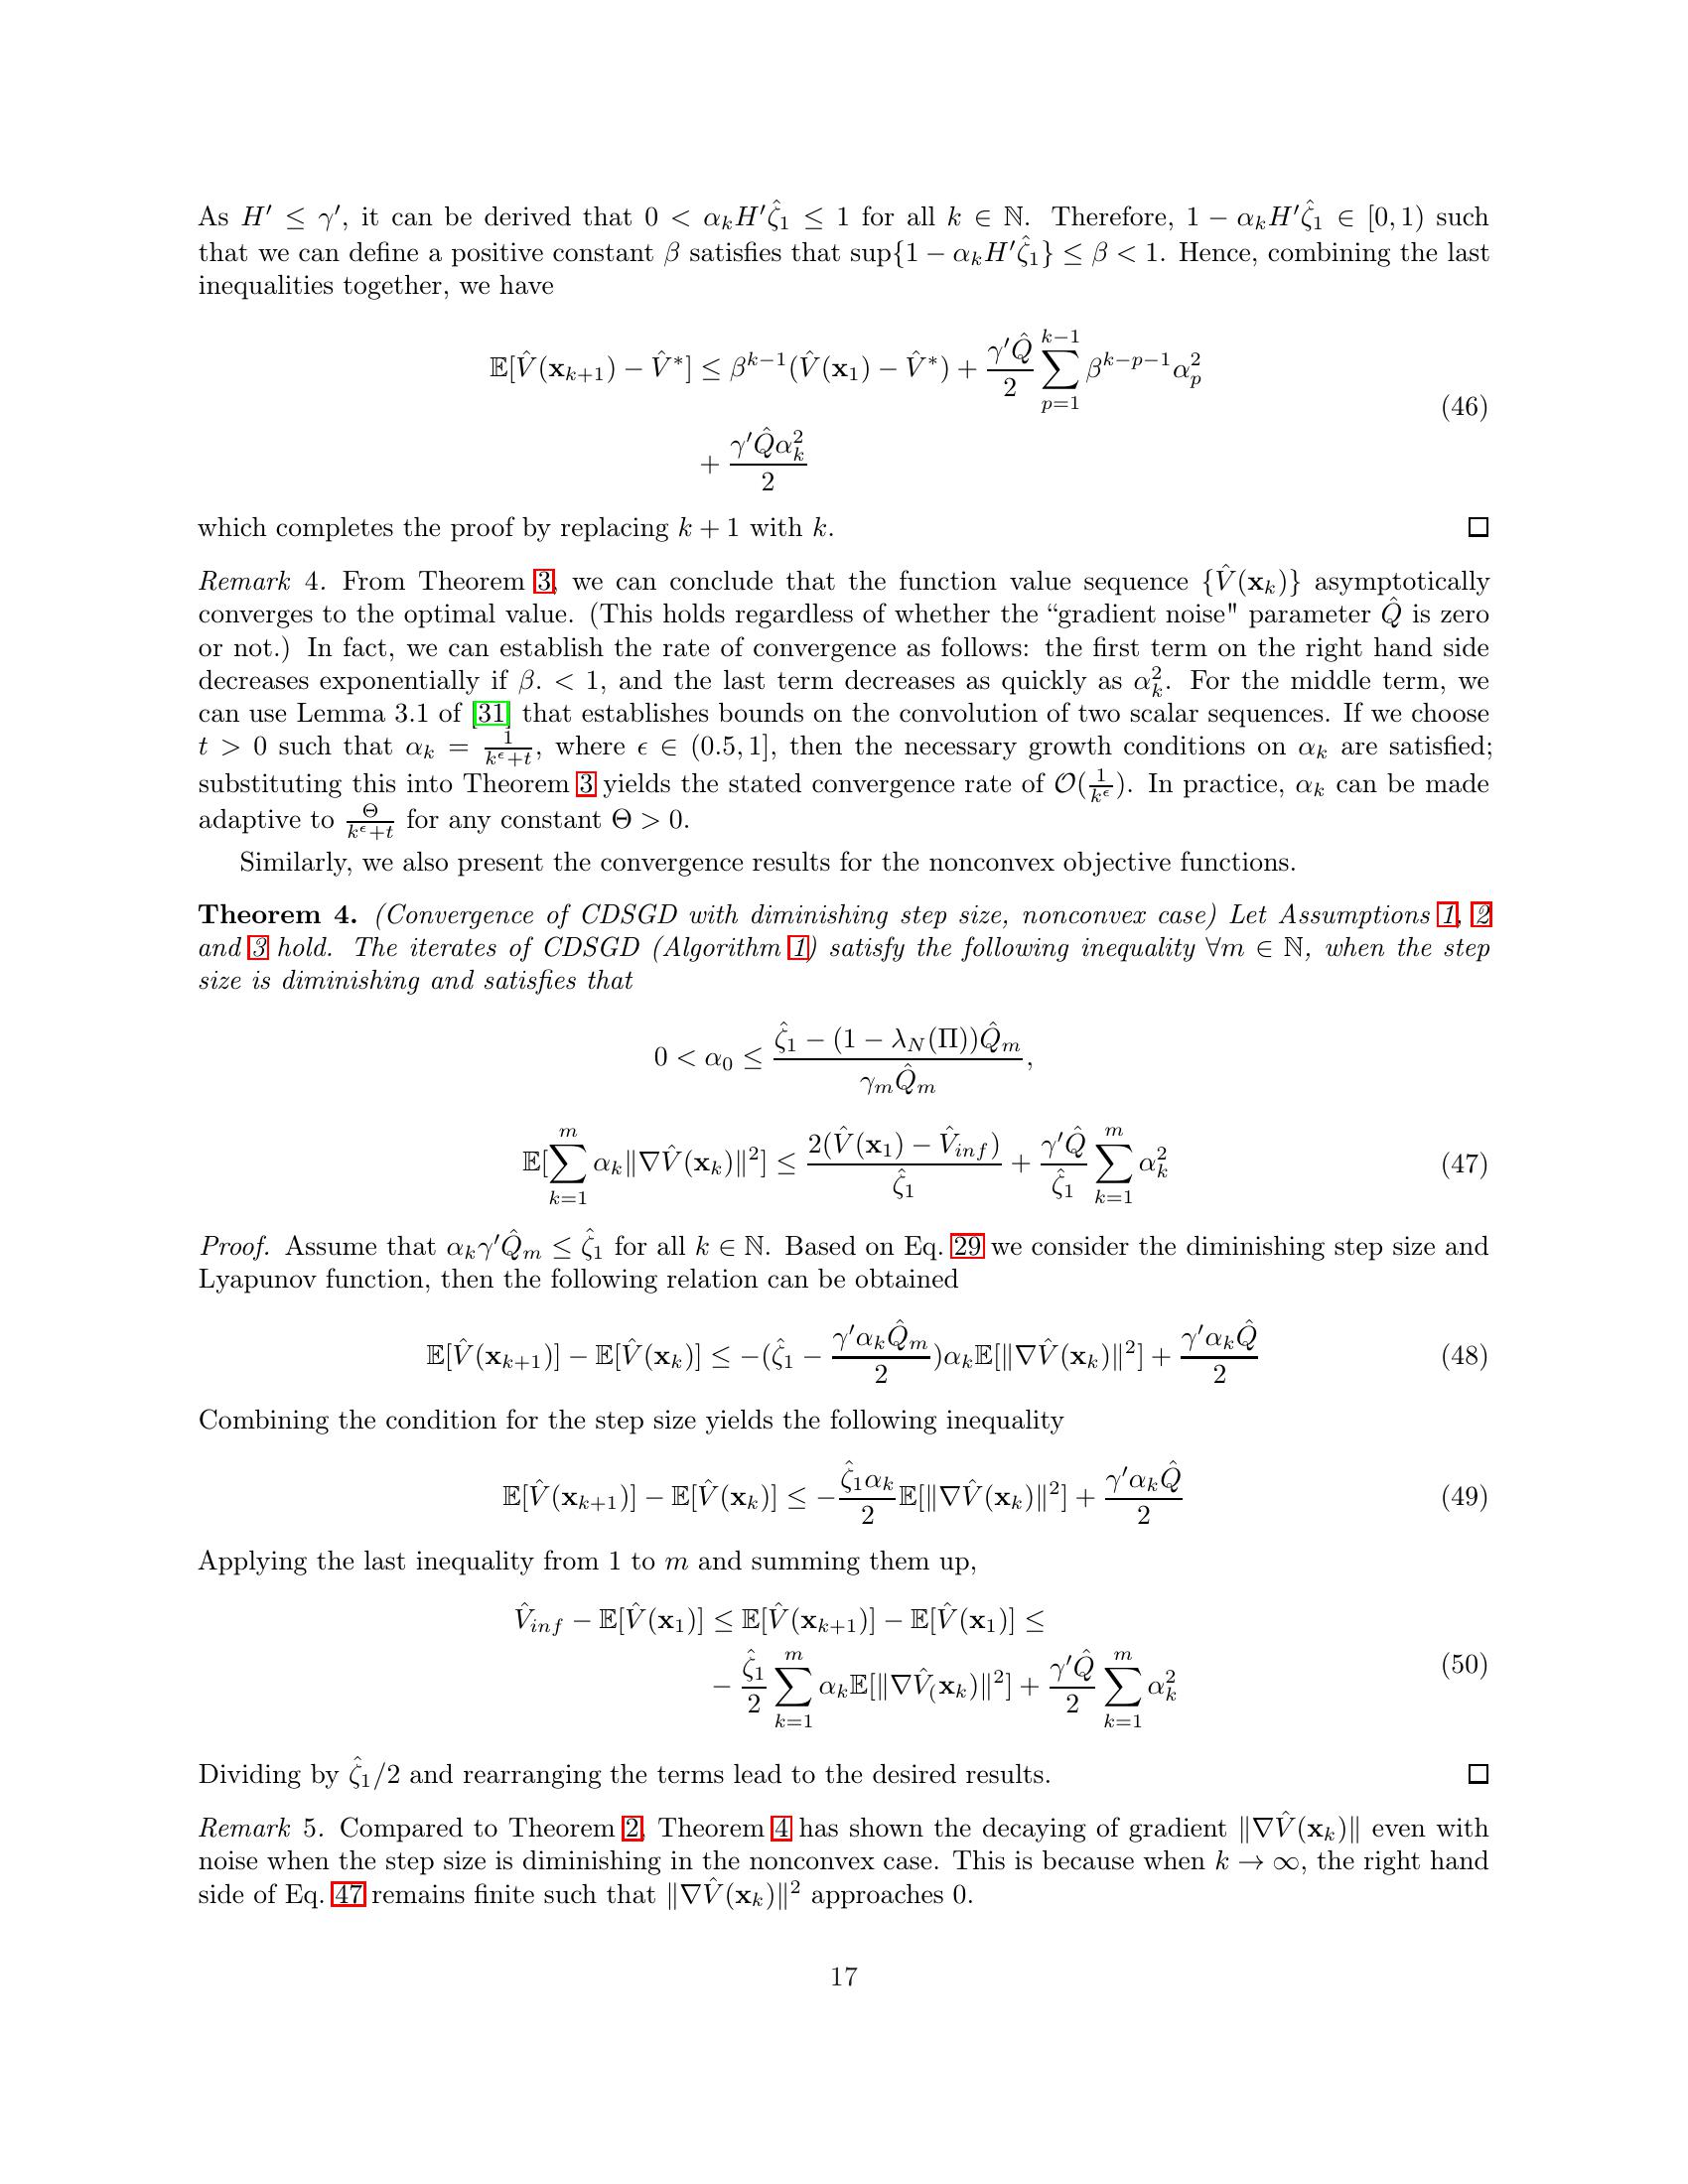 As $H' \leq \gamma'$, it can be derived that $0 < \alpha_k H' \hat{\zeta}_1 \leq 1$ for all $k \in \mathbb{N}$. Therefore, $1 - \alpha_k H' \hat{\zeta}_1 \in [0, 1)$ such
that we can define a positive constant $\beta$ satisfies that $\sup\{1 - \alpha_k H' \hat{\zeta}_1\} \leq \beta < 1$. Hence, combining the last
inequalities together, we have
$\mathbb{E}[\hat{V}(\mathbf{x}_{k+1}) - \hat{V}^*] \leq \beta^{k-1}(\hat{V}(\mathbf{x}_1) - \hat{V}^*) + \frac{\gamma' \hat{Q}}{2} \sum_{p=1}^{k-1} \beta^{k-p-1} \alpha_p^2$
$+ \frac{\gamma' \hat{Q} \alpha_k^2}{2}$ (46)
which completes the proof by replacing $k + 1$ with $k$. □
Remark 4. From Theorem 3, we can conclude that the function value sequence $\{\hat{V}(\mathbf{x}_k)\}$ asymptotically
converges to the optimal value. (This holds regardless of whether the “gradient noise" parameter $\hat{Q}$ is zero
or not.) In fact, we can establish the rate of convergence as follows: the first term on the right hand side
decreases exponentially if $\beta. < 1$, and the last term decreases as quickly as $\alpha_k^2$. For the middle term, we
can use Lemma 3.1 of [31] that establishes bounds on the convolution of two scalar sequences. If we choose
$t > 0$ such that $\alpha_k = \frac{1}{k^\epsilon + t}$, where $\epsilon \in (0.5, 1]$, then the necessary growth conditions on $\alpha_k$ are satisfied;
substituting this into Theorem 3 yields the stated convergence rate of $\mathcal{O}(\frac{1}{k^\epsilon})$. In practice, $\alpha_k$ can be made
adaptive to $\frac{\Theta}{k^\epsilon + t}$ for any constant $\Theta > 0$.
Similarly, we also present the convergence results for the nonconvex objective functions.
Theorem 4. (Convergence of CDSGD with diminishing step size, nonconvex case) Let Assumptions 1, 2
and 3 hold. The iterates of CDSGD (Algorithm 1) satisfy the following inequality $\forall m \in \mathbb{N}$, when the step
size is diminishing and satisfies that
$0 < \alpha_0 \leq \frac{\hat{\zeta}_1 - (1 - \lambda_N(\Pi))\hat{Q}_m}{\gamma_m \hat{Q}_m},$
$\mathbb{E}[\sum_{k=1}^{m} \alpha_k \|\nabla \hat{V}(\mathbf{x}_k)\|^2] \leq \frac{2(\hat{V}(\mathbf{x}_1) - \hat{V}_{inf})}{\hat{\zeta}_1} + \frac{\gamma' \hat{Q}}{\hat{\zeta}_1} \sum_{k=1}^{m} \alpha_k^2$ (47)
Proof. Assume that $\alpha_k \gamma' \hat{Q}_m \leq \hat{\zeta}_1$ for all $k \in \mathbb{N}$. Based on Eq. 29 we consider the diminishing step size and
Lyapunov function, then the following relation can be obtained
$\mathbb{E}[\hat{V}(\mathbf{x}_{k+1})] - \mathbb{E}[\hat{V}(\mathbf{x}_k)] \leq -(\hat{\zeta}_1 - \frac{\gamma' \alpha_k \hat{Q}_m}{2})\alpha_k \mathbb{E}[\|\nabla \hat{V}(\mathbf{x}_k)\|^2] + \frac{\gamma' \alpha_k \hat{Q}}{2}$ (48)
Combining the condition for the step size yields the following inequality
$\mathbb{E}[\hat{V}(\mathbf{x}_{k+1})] - \mathbb{E}[\hat{V}(\mathbf{x}_k)] \leq -\frac{\hat{\zeta}_1 \alpha_k}{2} \mathbb{E}[\|\nabla \hat{V}(\mathbf{x}_k)\|^2] + \frac{\gamma' \alpha_k \hat{Q}}{2}$ (49)
Applying the last inequality from 1 to $m$ and summing them up,
$\hat{V}_{inf} - \mathbb{E}[\hat{V}(\mathbf{x}_1)] \leq \mathbb{E}[\hat{V}(\mathbf{x}_{k+1})] - \mathbb{E}[\hat{V}(\mathbf{x}_1)] \leq$
$- \frac{\hat{\zeta}_1}{2} \sum_{k=1}^{m} \alpha_k \mathbb{E}[\|\nabla \hat{V}_(\mathbf{x}_k)\|^2] + \frac{\gamma' \hat{Q}}{2} \sum_{k=1}^{m} \alpha_k^2$ (50)
Dividing by $\hat{\zeta}_1/2$ and rearranging the terms lead to the desired results. □
Remark 5. Compared to Theorem 2, Theorem 4 has shown the decaying of gradient $\|\nabla \hat{V}(\mathbf{x}_k)\|$ even with
noise when the step size is diminishing in the nonconvex case. This is because when $k \to \infty$, the right hand
side of Eq. 47 remains finite such that $\|\nabla \hat{V}(\mathbf{x}_k)\|^2$ approaches 0.
17